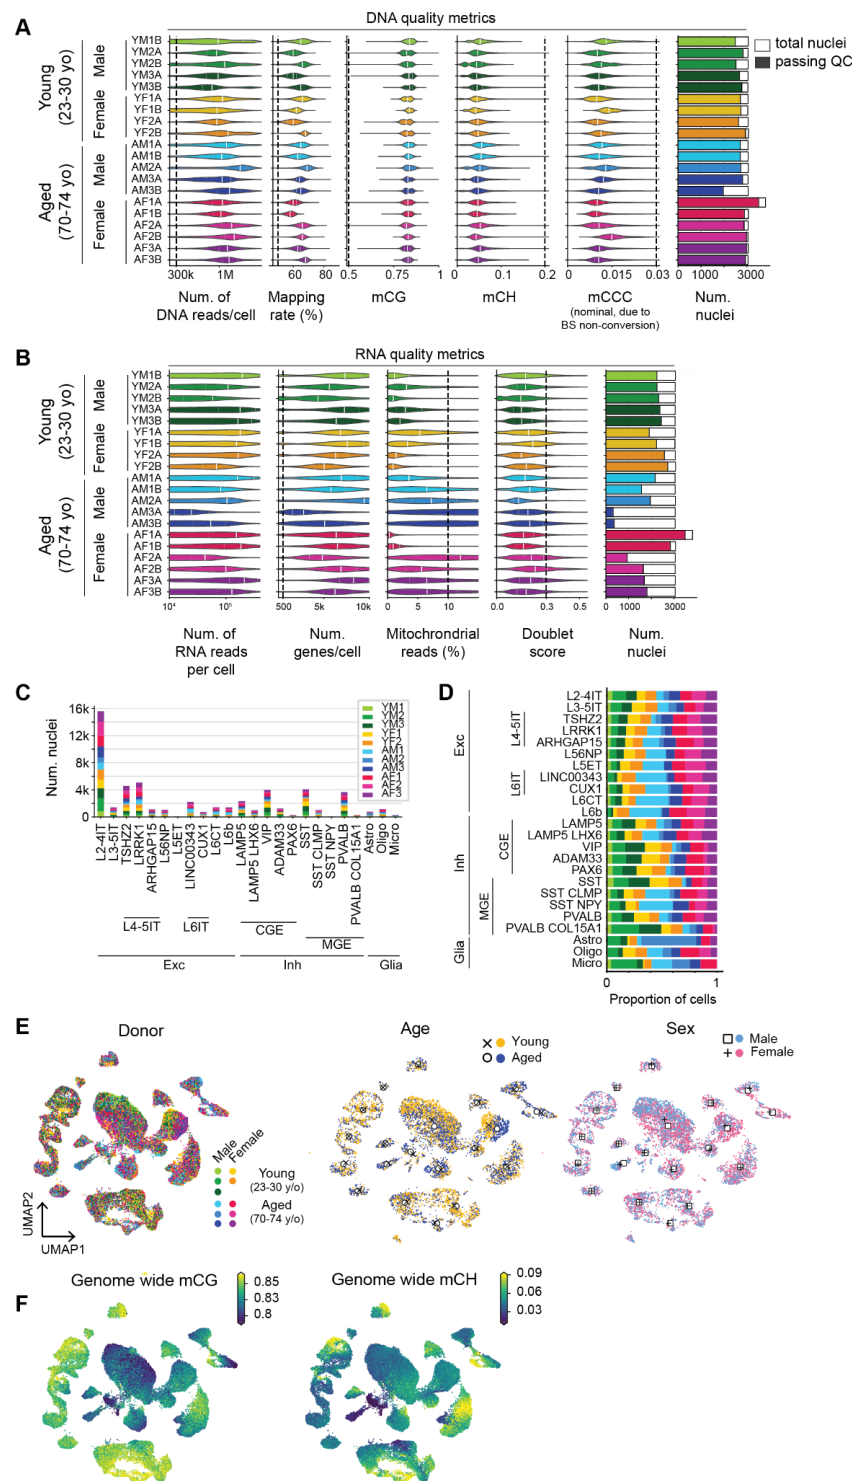 A
DNA quality metrics
Young
(23-30 yo)
Male
Female
Aged
(70-74 yo)
Male
Female
YM1B
YM2A
YM2B
YM3A
YM3B
YF1A
YF1B
YF2A
YF2B
AM1A
AM1B
AM2A
AM3A
AM3B
AF1A
AF1B
AF2A
AF2B
AF3A
AF3B
total nuclei
passing QC
300k 1M
60 80
0.5 0.75 1
0 0.1 0.2
0 0.015 0.03
0 1000 3000
Num. of
DNA reads/cell
Mapping
rate (%)
mCG
mCH
mCCC
(nominal, due to
BS non-conversion)
Num.
nuclei
B
RNA quality metrics
Young
(23-30 yo)
Male
Female
Aged
(70-74 yo)
Male
Female
YM1B
YM2A
YM2B
YM3A
YM3B
YF1A
YF1B
YF2A
YF2B
AM1A
AM1B
AM2A
AM3A
AM3B
AF1A
AF1B
AF2A
AF2B
AF3A
AF3B
10⁴ 10⁵
500 5k 10k
0 5 10
0.0 0.3 0.5
0 1000 3000
Num. of
RNA reads
per cell
Num.
genes/cell
Mitochrondrial
reads (%)
Doublet
score
Num.
nuclei
C
Num. nuclei
16k
12k
8k
4k
0
YM1
YM2
YM3
YF1
YF2
AM1
AM2
AM3
AF1
AF2
AF3
L2-4IT
L3-5IT
TSHZ2
LRRK1
ARHGAP15
L56NP
L5ET
LINC00343
CUX1
L6CT
L6b
LAMP5
LAMP5 LHX6
VIP
ADAM33
PAX6
SST
SST CLMP
SST NPY
PVALB
PVALB COL15A1
Astro
Oligo
Micro
L4-5IT
L6IT
CGE
MGE
Exc
Inh
Glia
D
Exc
Inh
Glia
L4-5IT
L6IT
CGE
MGE
L2-4IT
L3-5IT
TSHZ2
LRRK1
ARHGAP15
L56NP
L5ET
LINC00343
CUX1
L6CT
L6b
LAMP5
LAMP5 LHX6
VIP
ADAM33
PAX6
SST
SST CLMP
SST NPY
PVALB
PVALB COL15A1
Astro
Oligo
Micro
0 1
Proportion of cells
E
Donor
Male
Female
Young
(23-30 y/o)
Aged
(70-74 y/o)
UMAP2
UMAP1
Age
Young
Aged
Sex
Male
Female
F
Genome wide mCG
0.85
0.83
0.8
Genome wide mCH
0.09
0.06
0.03